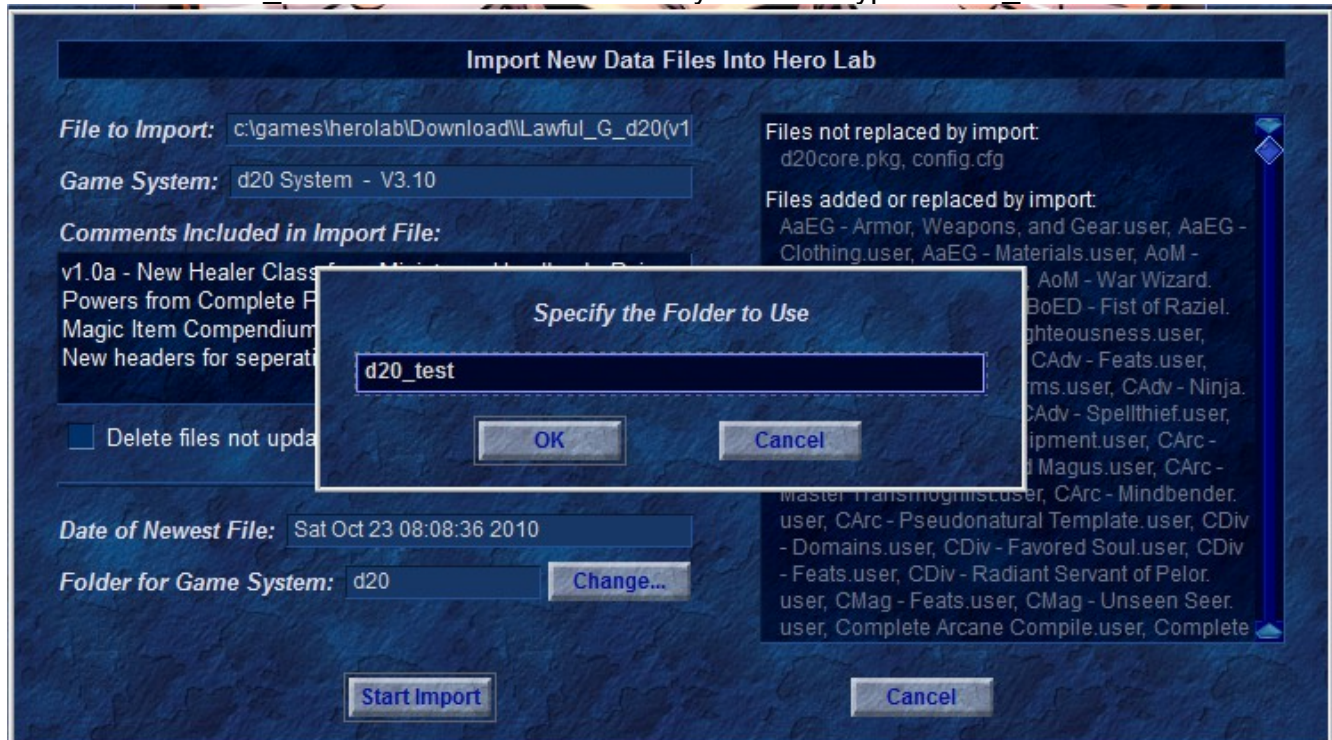 Import New Data Files Into Hero Lab
File to Import: c:\games\herolab\Download\\Lawful_G_d20(v1
Game System: d20 System - V3.10
Comments Included in Import File:
v1.0a - New Healer Class
Powers from Complete
Magic Item Compendium
New headers for seperati
Delete files not upda
Date of Newest File: Sat Oct 23 08:08:36 2010
Folder for Game System: d20
Change...
Start Import
Cancel
Specify the Folder to Use
d20_test
OK
Cancel
Files not replaced by import:
d20core.pkg, config.cfg
Files added or replaced by import:
AaEG - Armor, Weapons, and Gear.user, AaEG -
Clothing.user, AaEG - Materials.user, AoM -
, AoM - War Wizard.
BoED - Fist of Raziel.
ghteousness.user,
CAdv - Feats.user,
rms.user, CAdv - Ninja.
CAdv - Spellthief.user,
ipment.user, CArc -
d Magus.user, CArc -
Master Transmogrifist.user, CArc - Mindbender.
user, CArc - Pseudonatural Template.user, CDiv
- Domains.user, CDiv - Favored Soul.user, CDiv
- Feats.user, CDiv - Radiant Servant of Pelor.
user, CMag - Feats.user, CMag - Unseen Seer.
user, Complete Arcane Compile.user, Complete